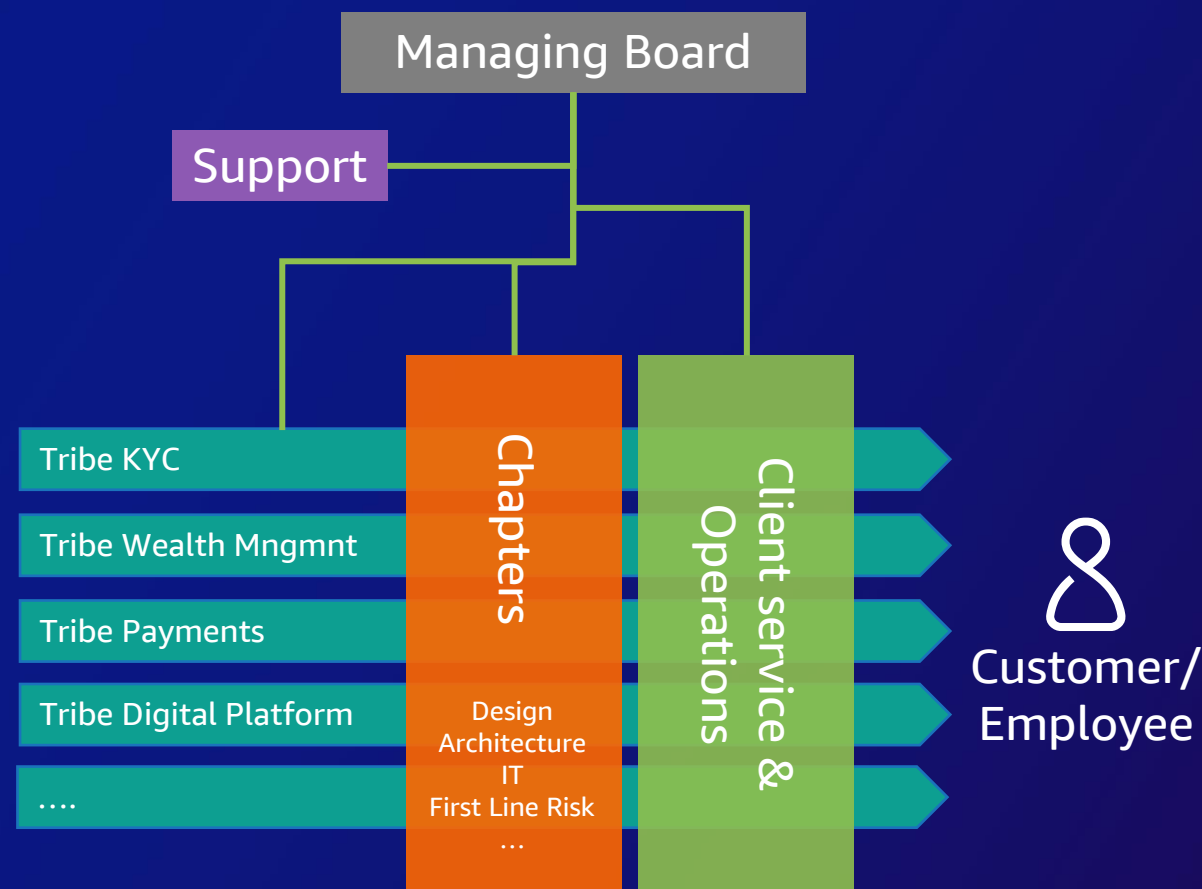 Managing Board
Support
Tribe KYC
Tribe Wealth Mngmnt
Tribe Payments
Tribe Digital Platform
....
Chapters
Design
Architecture
IT
First Line Risk
...
Client service &
Operations
Customer/
Employee